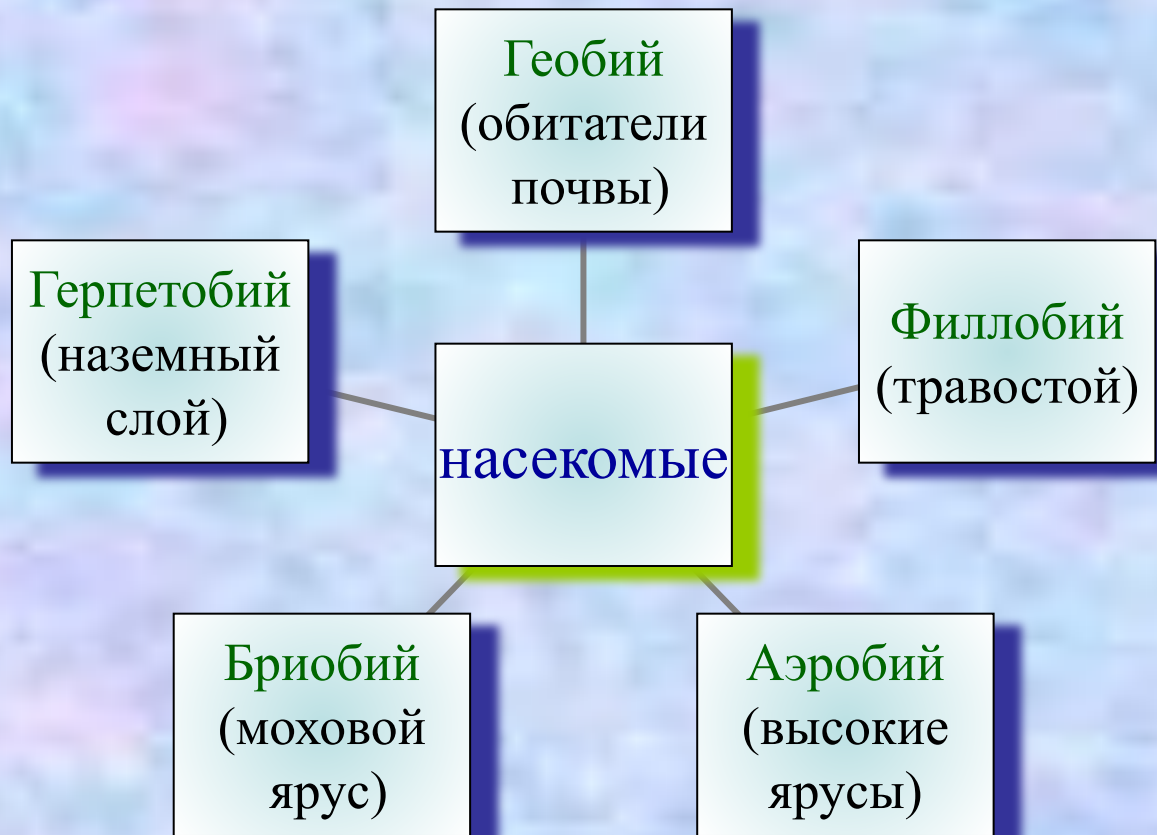 Геобий
(обитатели
почвы)
Герпетобий
(наземный
слой)
Филлобий
(травостой)
насекомые
Бриобий
(моховой
ярус)
Аэробий
(высокие
ярусы)